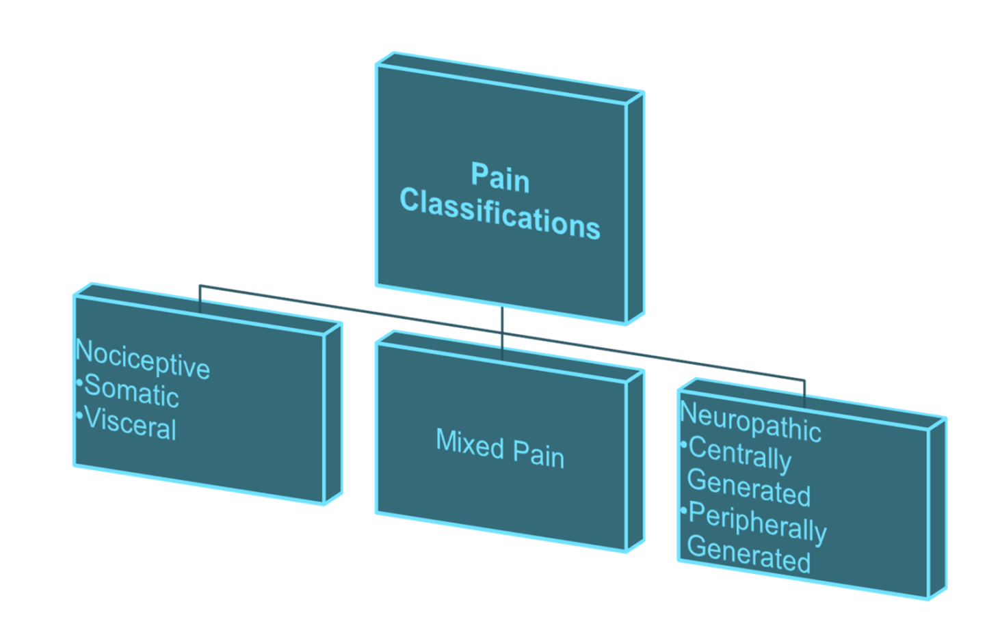 Pain
Classifications
Nociceptive
•Somatic
•Visceral
Mixed Pain
Neuropathic
•Centrally
Generated
•Peripherally
Generated